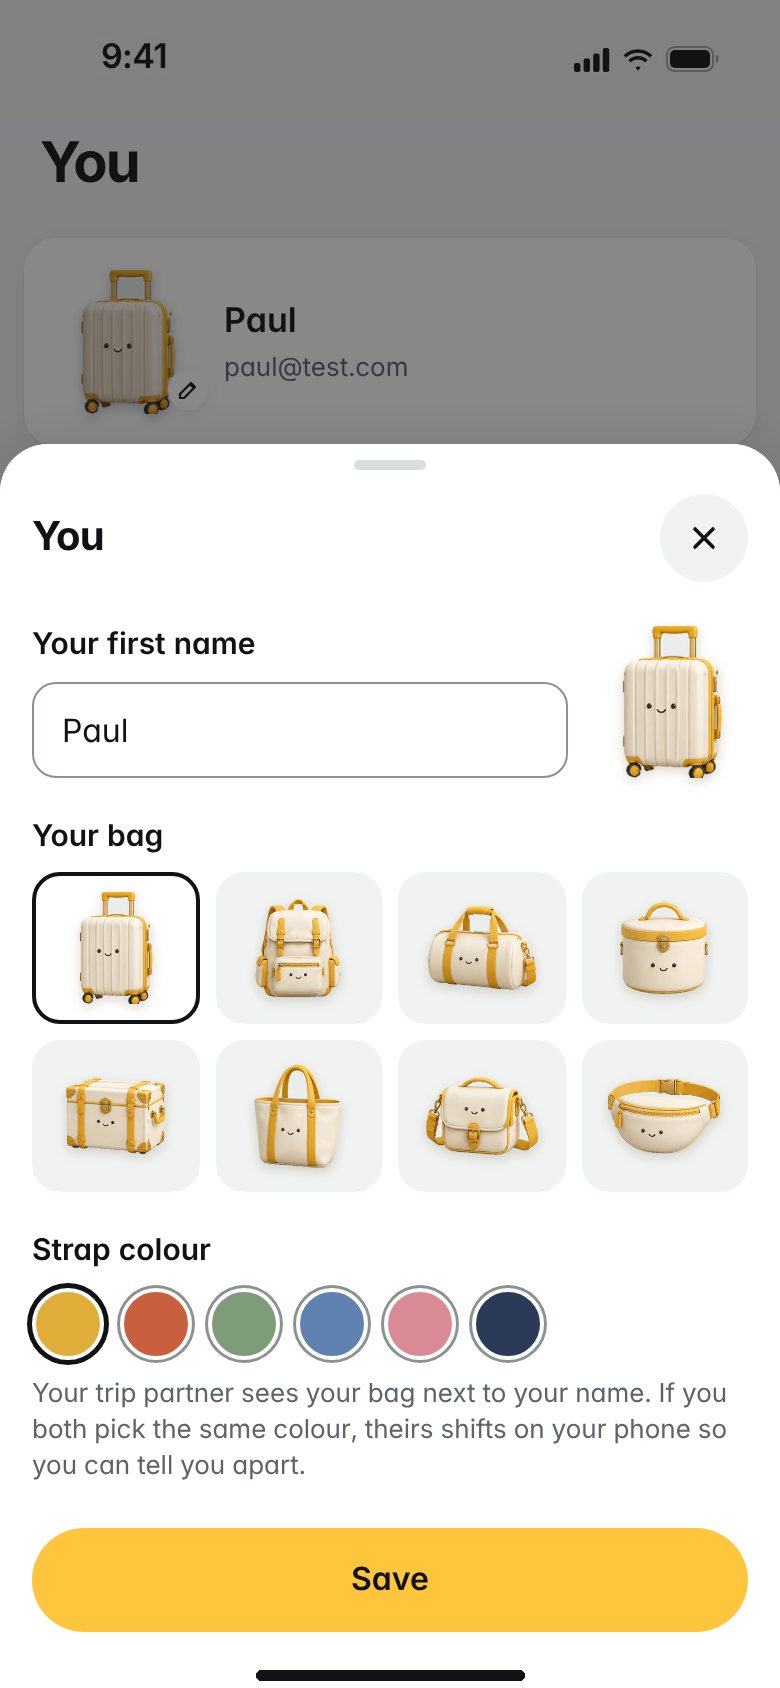 9:41
You
Paul
paul@test.com
You
Your first name
Paul
Your bag
Strap colour
Your trip partner sees your bag next to your name. If you
both pick the same colour, theirs shifts on your phone so
you can tell you apart.
Save